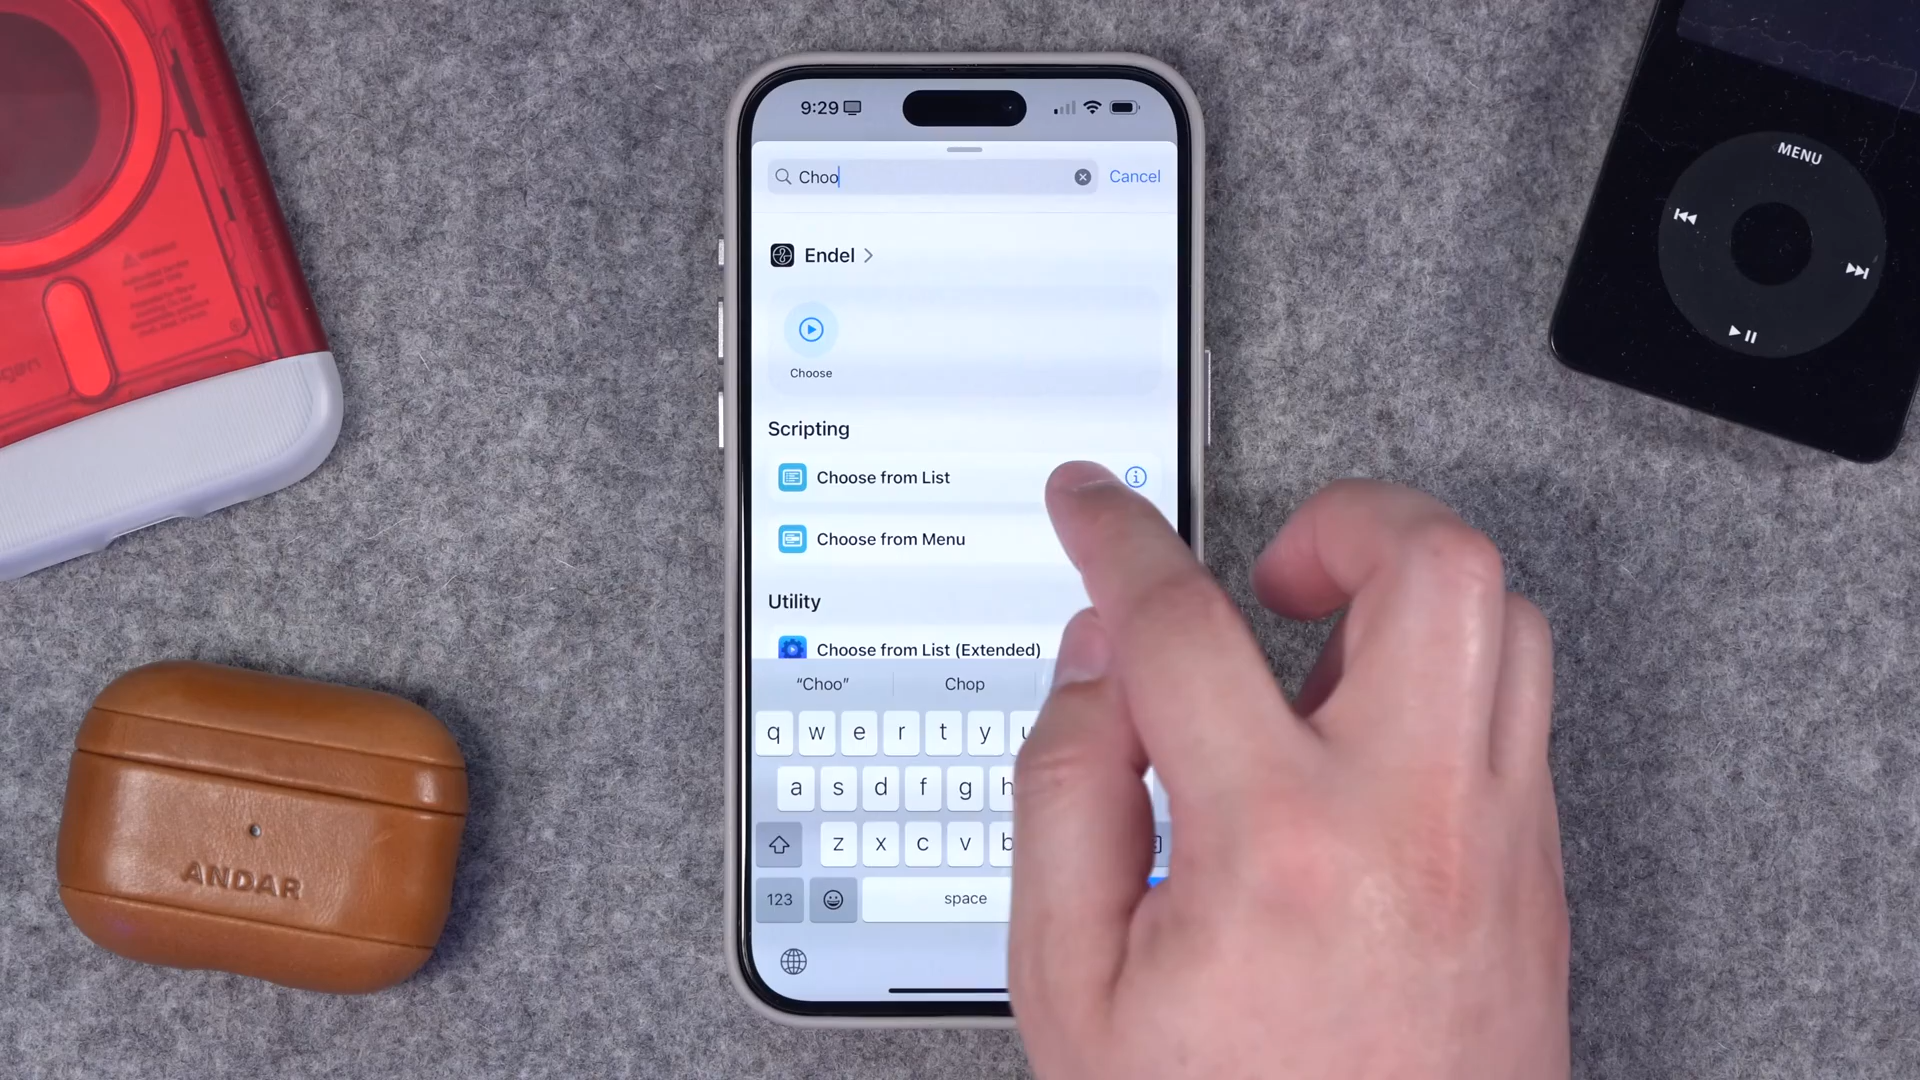 9:29
Choo
Cancel
Endel
Choose
Scripting
Choose from List
Choose from Menu
Utility
Choose from List (Extended)
“Choo”
Chop
q w e r t y u
a s d f g h
z x c v b
123
space
MENU
ANDAR